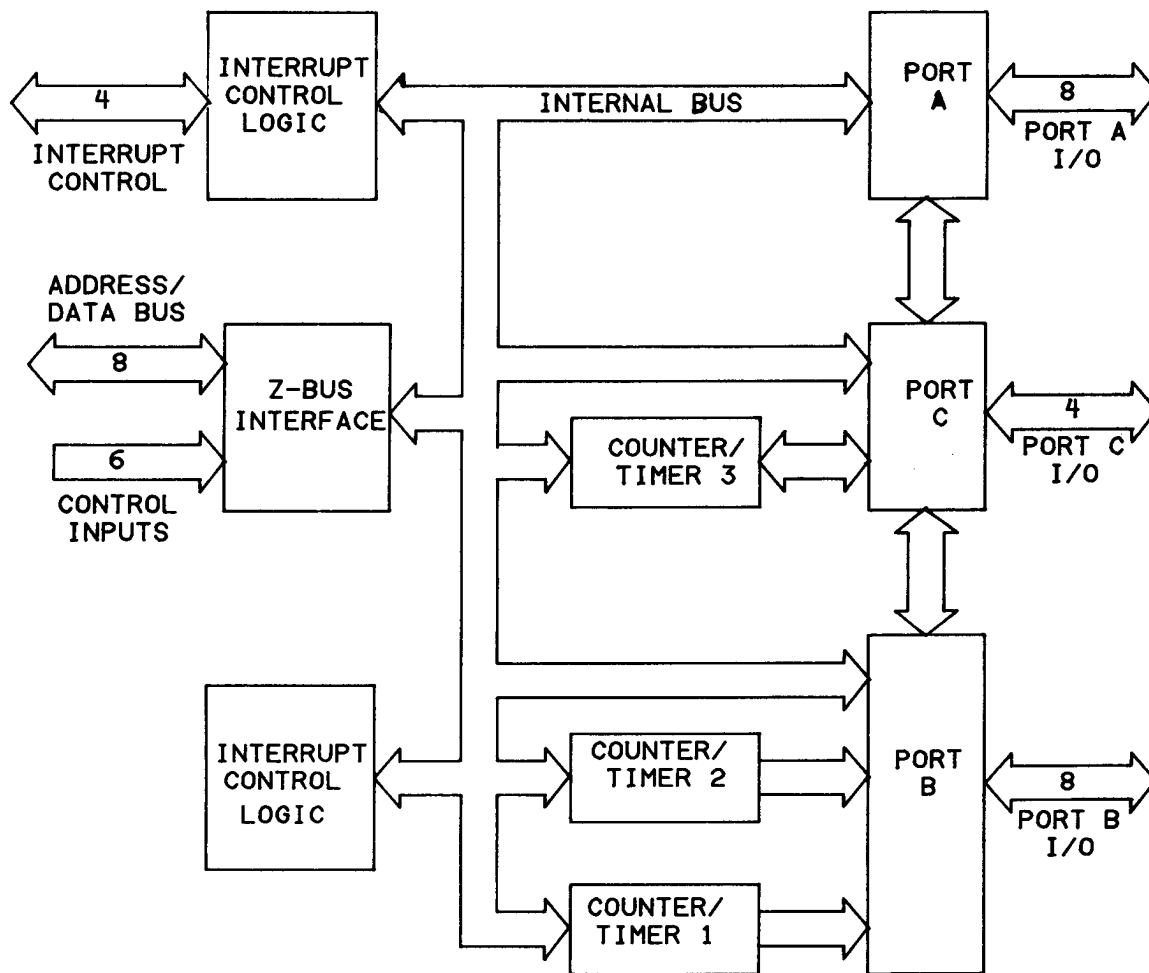 INTERRUPT
CONTROL
LOGIC
4
INTERRUPT
CONTROL
INTERNAL BUS
PORT
A
8
PORT A
I/O
ADDRESS/
DATA BUS
8
Z-BUS
INTERFACE
6
CONTROL
INPUTS
COUNTER/
TIMER 3
PORT
C
4
PORT C
I/O
INTERRUPT
CONTROL
LOGIC
COUNTER/
TIMER 2
PORT
B
8
PORT B
I/O
COUNTER/
TIMER 1